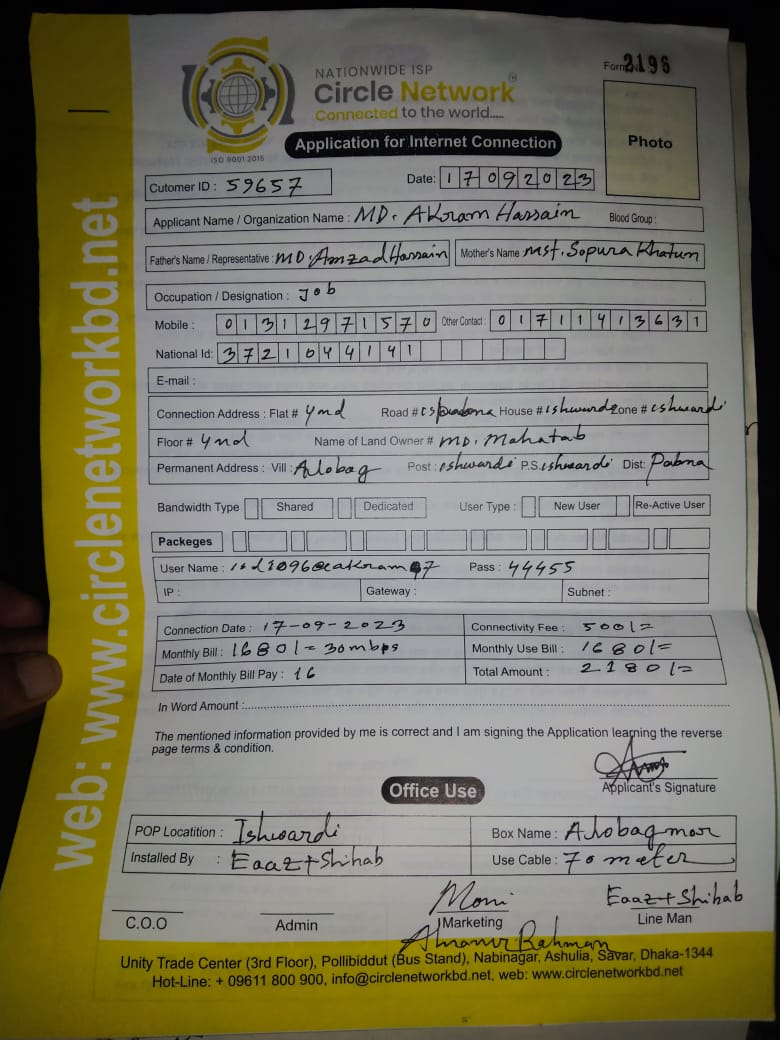 web: www.circlenetworkbd.net
NATIONWIDE ISP
Circle Network
Connected to the world.....
ISO 9001:2015
Form No. 2196
Photo
Application for Internet Connection
Cutomer ID : 59657 Date: 17092023
Applicant Name / Organization Name : MD. Akram Hassain Blood Group :
Father's Name / Representative : MD. Amzad Hassain Mother's Name Mst. Sopura Khatun
Occupation / Designation : Job
Mobile : 01312971570 Other Contact : 01711413631
National Id: 3721044141
E-mail :
Connection Address : Flat # 4nd Road # House # Zone # ishwardi
Floor # 4nd Name of Land Owner # MD. Mahatab
Permanent Address : Vill : Alobag Post : ishwardi P.S. ishwardi Dist: Pabna
Bandwidth Type Shared Dedicated User Type : New User Re-Active User
Packeges
User Name : Pass : 44455
IP : Gateway : Subnet :
Connection Date : 17-09-2023 Connectivity Fee : 500/=
Monthly Bill : 1680/= 30mbps Monthly Use Bill : 1680/=
Date of Monthly Bill Pay : 16 Total Amount : 2180/=
In Word Amount :
The mentioned information provided by me is correct and I am signing the Application learning the reverse
page terms & condition.
Applicant's Signature
Office Use
POP Locatition : Ishwardi Box Name : Alobag mor
Installed By : Eaaz + Shihab Use Cable : 70 meter
Moni Eaaz + Shihab
C.O.O Admin Marketing Line Man
Rahman
Unity Trade Center (3rd Floor), Pollibiddut (Bus Stand), Nabinagar, Ashulia, Savar, Dhaka-1344
Hot-Line: + 09611 800 900, info@circlenetworkbd.net, web: www.circlenetworkbd.net